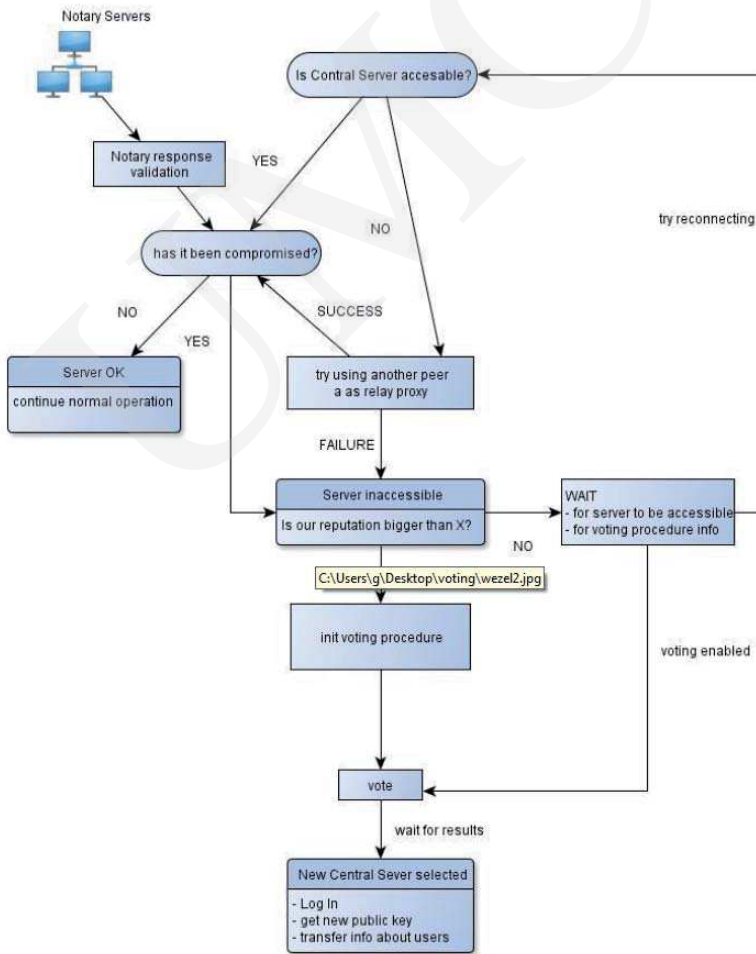 Notary Servers
Is Contral Server accesable?
Notary response
validation
YES
try reconnecting
NO
has it been compromised?
SUCCESS
NO
YES
Server OK
continue normal operation
try using another peer
a as relay proxy
FAILURE
Server inaccessible
Is our reputation bigger than X?
WAIT
- for server to be accessible
- for voting procedure info
NO
C:\Users\g\Desktop\voting\wezel2.jpg
init voting procedure
voting enabled
vote
wait for results
New Central Sever selected
- Log In
- get new public key
- transfer info about users
UMC